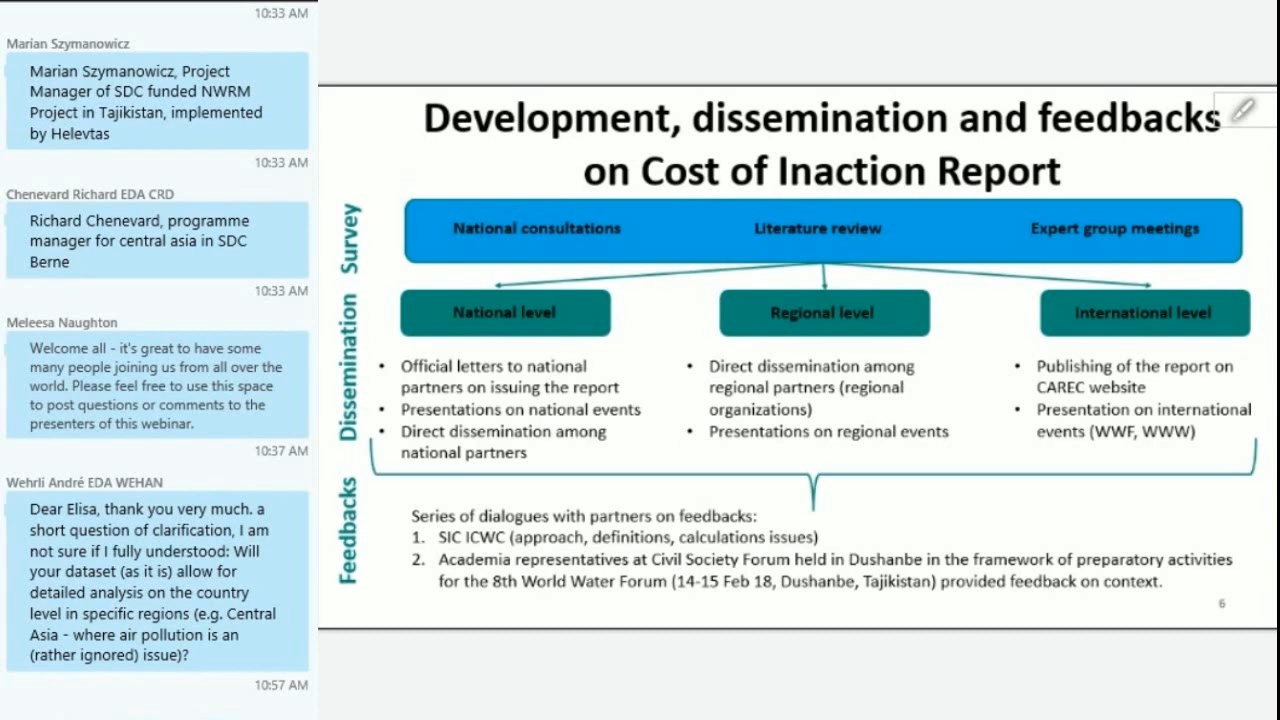 10:33 AM
Marian Szymanowicz
Marian Szymanowicz, Project
Manager of SDC funded NWRM
Project in Tajikistan, implemented
by Helevtas
10:33 AM
Chenevard Richard EDA CRD
Richard Chenevard, programme
manager for central asia in SDC
Berne
10:33 AM
Meleesa Naughton
Welcome all - it's great to have some
many people joining us from all over the
world. Please feel free to use this space
to post questions or comments to the
presenters of this webinar.
10:37 AM
Wehrli André EDA WEHAN
Dear Elisa, thank you very much. a
short question of clarification, I am
not sure if I fully understood: Will
your dataset (as it is) allow for
detailed analysis on the country
level in specific regions (e.g. Central
Asia - where air pollution is an
(rather ignored) issue)?
10:57 AM
Development, dissemination and feedbacks
on Cost of Inaction Report
Survey
National consultations
Literature review
Expert group meetings
Dissemination
National level
Regional level
International level
• Official letters to national
partners on issuing the report
• Presentations on national events
• Direct dissemination among
national partners
• Direct dissemination among
regional partners (regional
organizations)
• Presentations on regional events
• Publishing of the report on
CAREC website
• Presentation on international
events (WWF, WWW)
Feedbacks
Series of dialogues with partners on feedbacks:
1. SIC ICWC (approach, definitions, calculations issues)
2. Academia representatives at Civil Society Forum held in Dushanbe in the framework of preparatory activities
for the 8th World Water Forum (14-15 Feb 18, Dushanbe, Tajikistan) provided feedback on context.
6